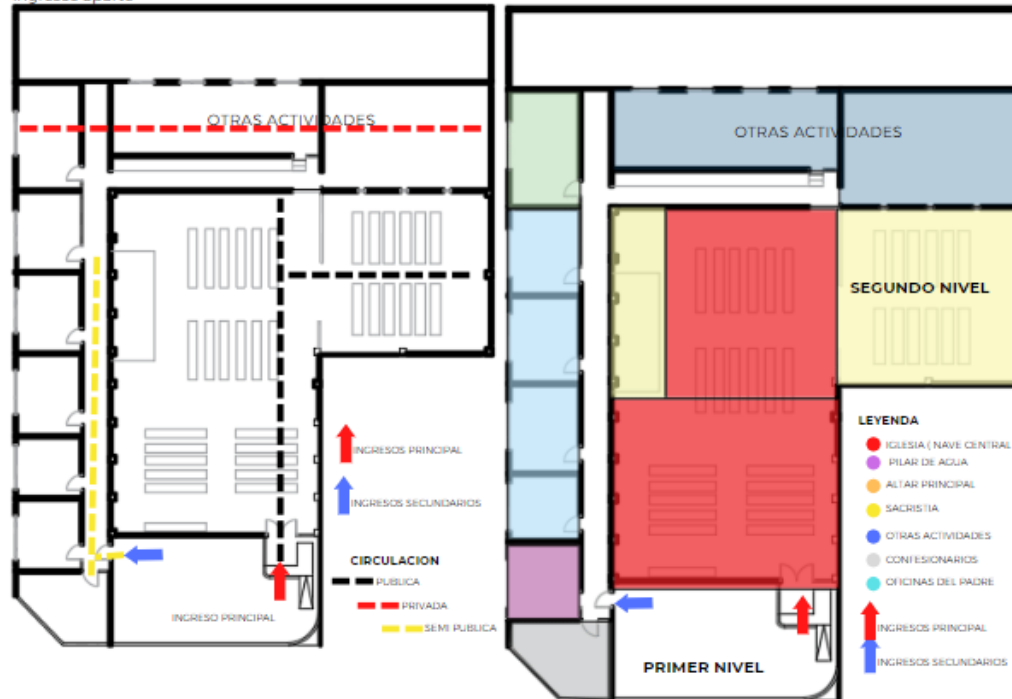 OTRAS ACTIVIDADES
INGRESOS PRINCIPAL
INGRESOS SECUNDARIOS
CIRCULACION
PUBLICA
PRIVADA
SEMI PUBLICA
INGRESO PRINCIPAL
OTRAS ACTIVIDADES
SEGUNDO NIVEL
PRIMER NIVEL
LEYENDA
IGLESIA ( NAVE CENTRAL
PILAR DE AGUA
ALTAR PRINCIPAL
SACRISTIA
OTRAS ACTIVIDADES
CONFESIONARIOS
OFICINAS DEL PADRE
INGRESOS PRINCIPAL
INGRESOS SECUNDARIOS